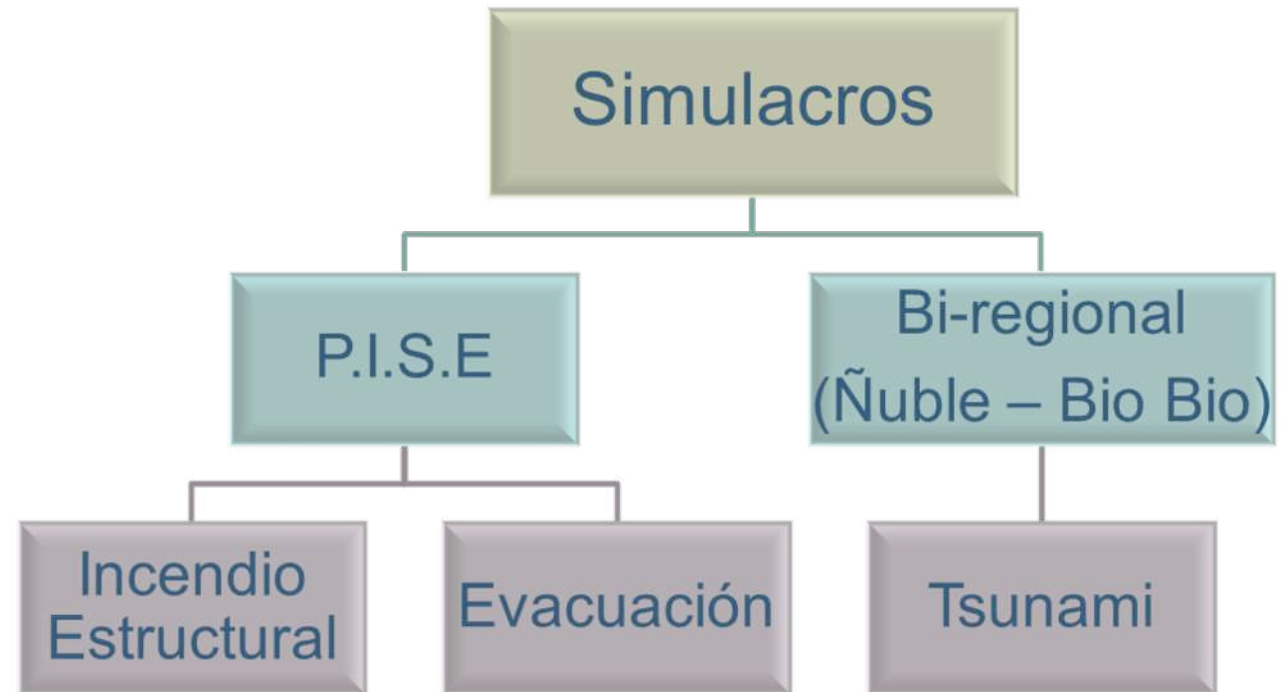 Simulacros
P.I.S.E
Bi-regional
(Ñuble – Bio Bio)
Incendio
Estructural
Evacuación
Tsunami